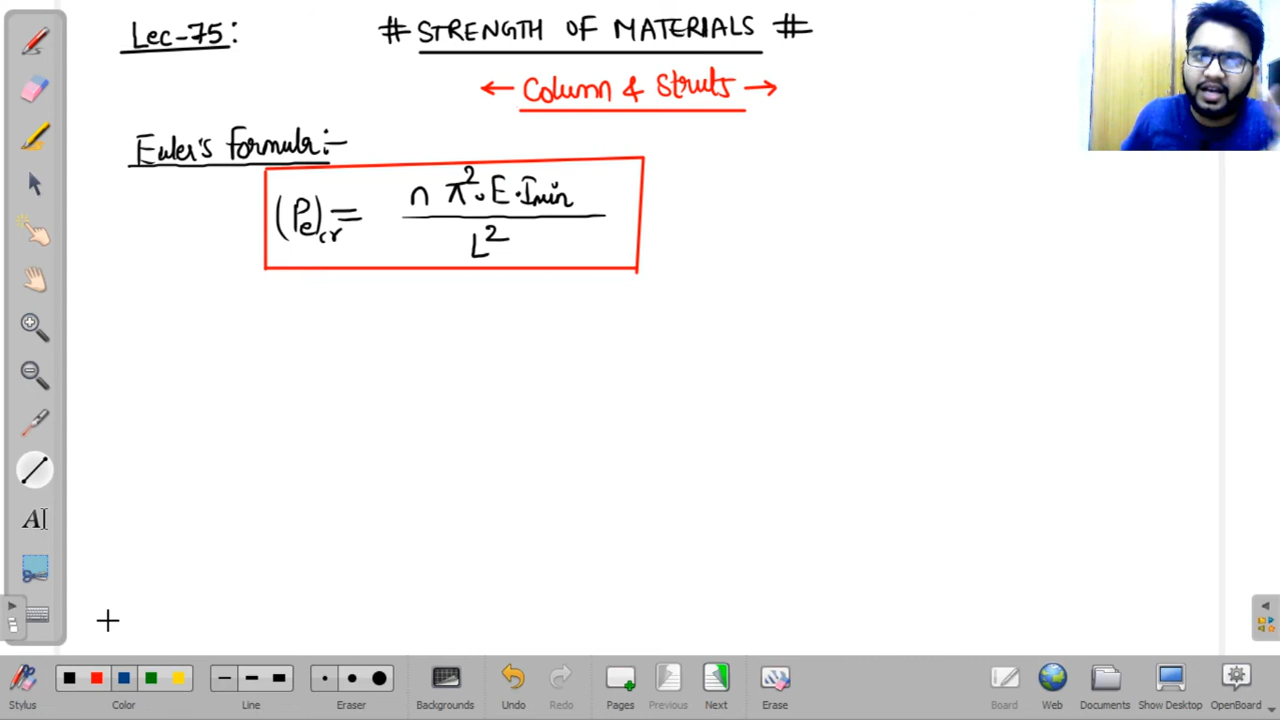 Lec-75:
# STRENGTH OF MATERIALS #
← Column & Struts →
Euler's Formula:-
(Pe)cr = n π². E. Imin / L²
AI
Stylus Color Line Eraser Backgrounds Undo Redo Pages Previous Next Erase Board Web Documents Show Desktop OpenBoard